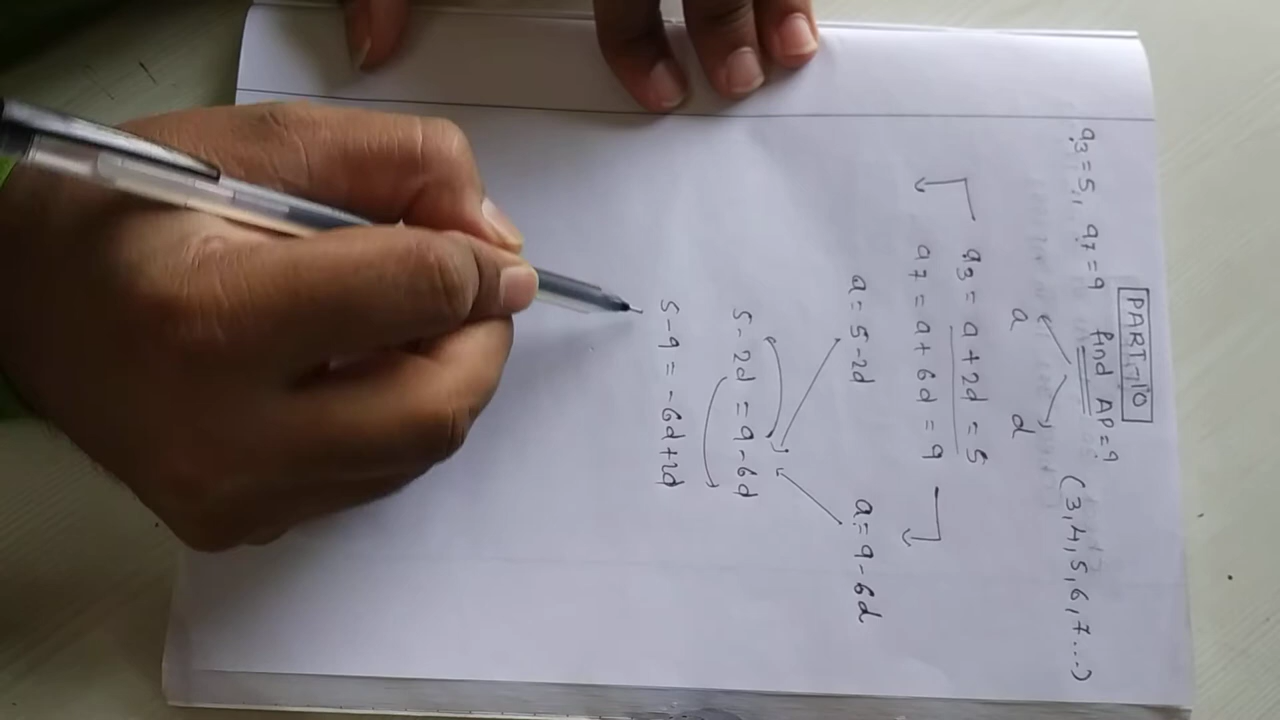 PART-10
a3 = 5, a7 = 9 find AP = ? (3, 4, 5, 6, 7 ...)
a d
a3 = a + 2d = 5
a7 = a + 6d = 9
a = 5 - 2d a = 9 - 6d
5 - 2d = 9 - 6d
5 - 9 = - 6d + 2d